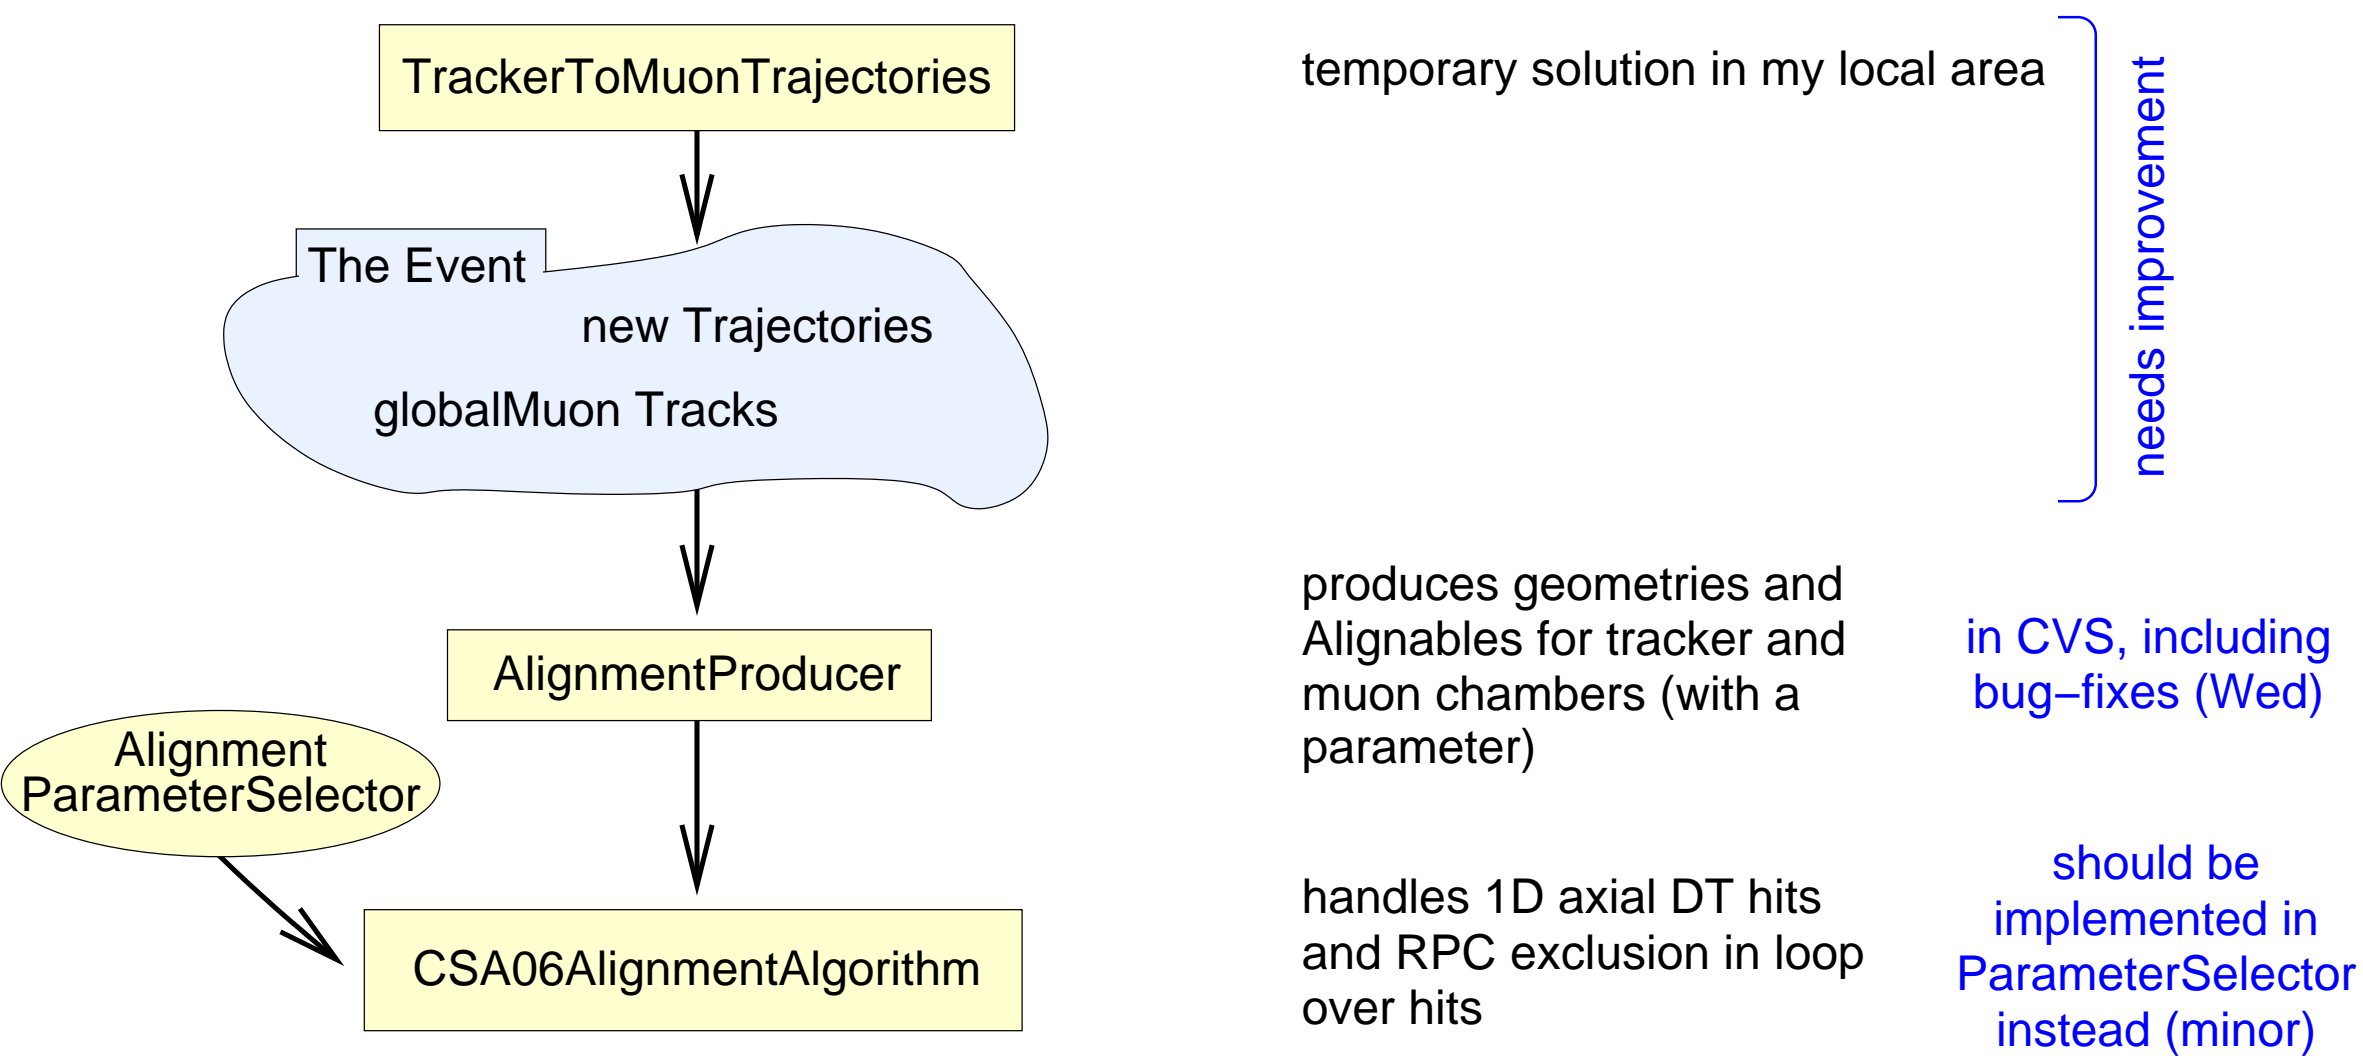 TrackerToMuonTrajectories
temporary solution in my local area
needs improvement
The Event
new Trajectories
globalMuon Tracks
AlignmentProducer
produces geometries and
Alignables for tracker and
muon chambers (with a
parameter)
in CVS, including
bug−fixes (Wed)
Alignment
ParameterSelector
CSA06AlignmentAlgorithm
handles 1D axial DT hits
and RPC exclusion in loop
over hits
should be
implemented in
ParameterSelector
instead (minor)